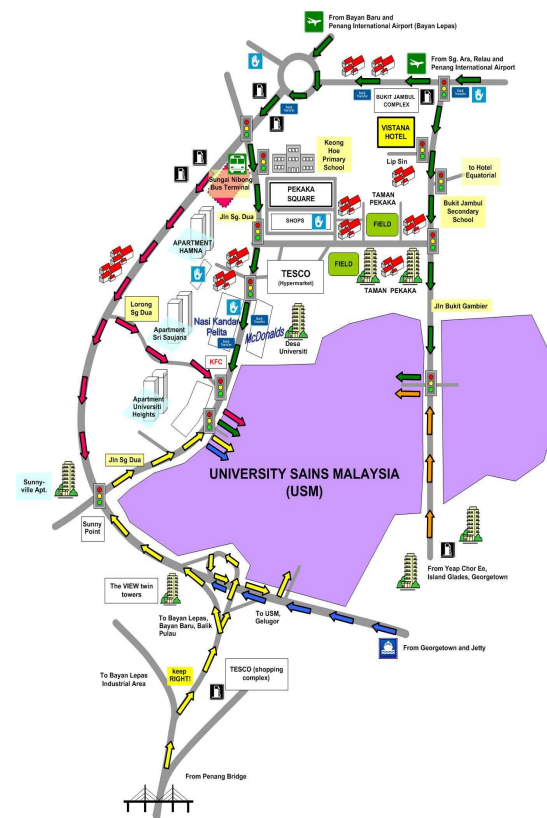 From Bayan Baru and
Penang International Airport (Bayan Lepas)
From Sg. Ara, Relau and
Penang International Airport
BUKIT JAMBUL
COMPLEX
VISTANA
HOTEL
Lip Sin
to Hotel
Equatorial
Keong
Hoe
Primary
School
Sungai Nibong
Bus Terminal
PEKAKA
SQUARE
TAMAN
PEKAKA
Bukit Jambul
Secondary
School
Jln Sg. Dua
SHOPS
FIELD
APARTMENT
HAMNA
TESCO
(Hypermarket)
FIELD
TAMAN PEKAKA
Lorong
Sg Dua
Jln Bukit Gambier
Nasi Kandar
Pelita
McDonalds
Apartment
Sri Saujana
Desa
Universiti
KFC
Apartment
Universiti
Heights
Jln Sg Dua
UNIVERSITY SAINS MALAYSIA
(USM)
Sunny-
ville Apt.
Sunny
Point
From Yeap Chor Ee,
Island Glades, Georgetown
The VIEW twin
towers
To Bayan Lepas,
Bayan Baru, Balik
Pulau
To USM,
Gelugor
From Georgetown and Jetty
To Bayan Lepas
Industrial Area
keep
RIGHT!
TESCO (shopping
complex)
From Penang Bridge